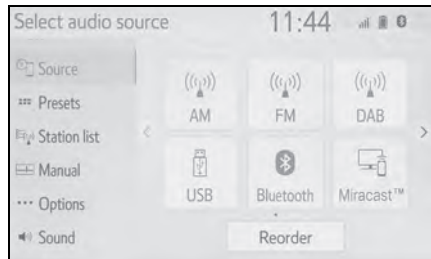 Select audio source 11:44
Source
Presets
Station list
Manual
Options
Sound
AM
FM
DAB
USB
Bluetooth
Miracast™
Reorder